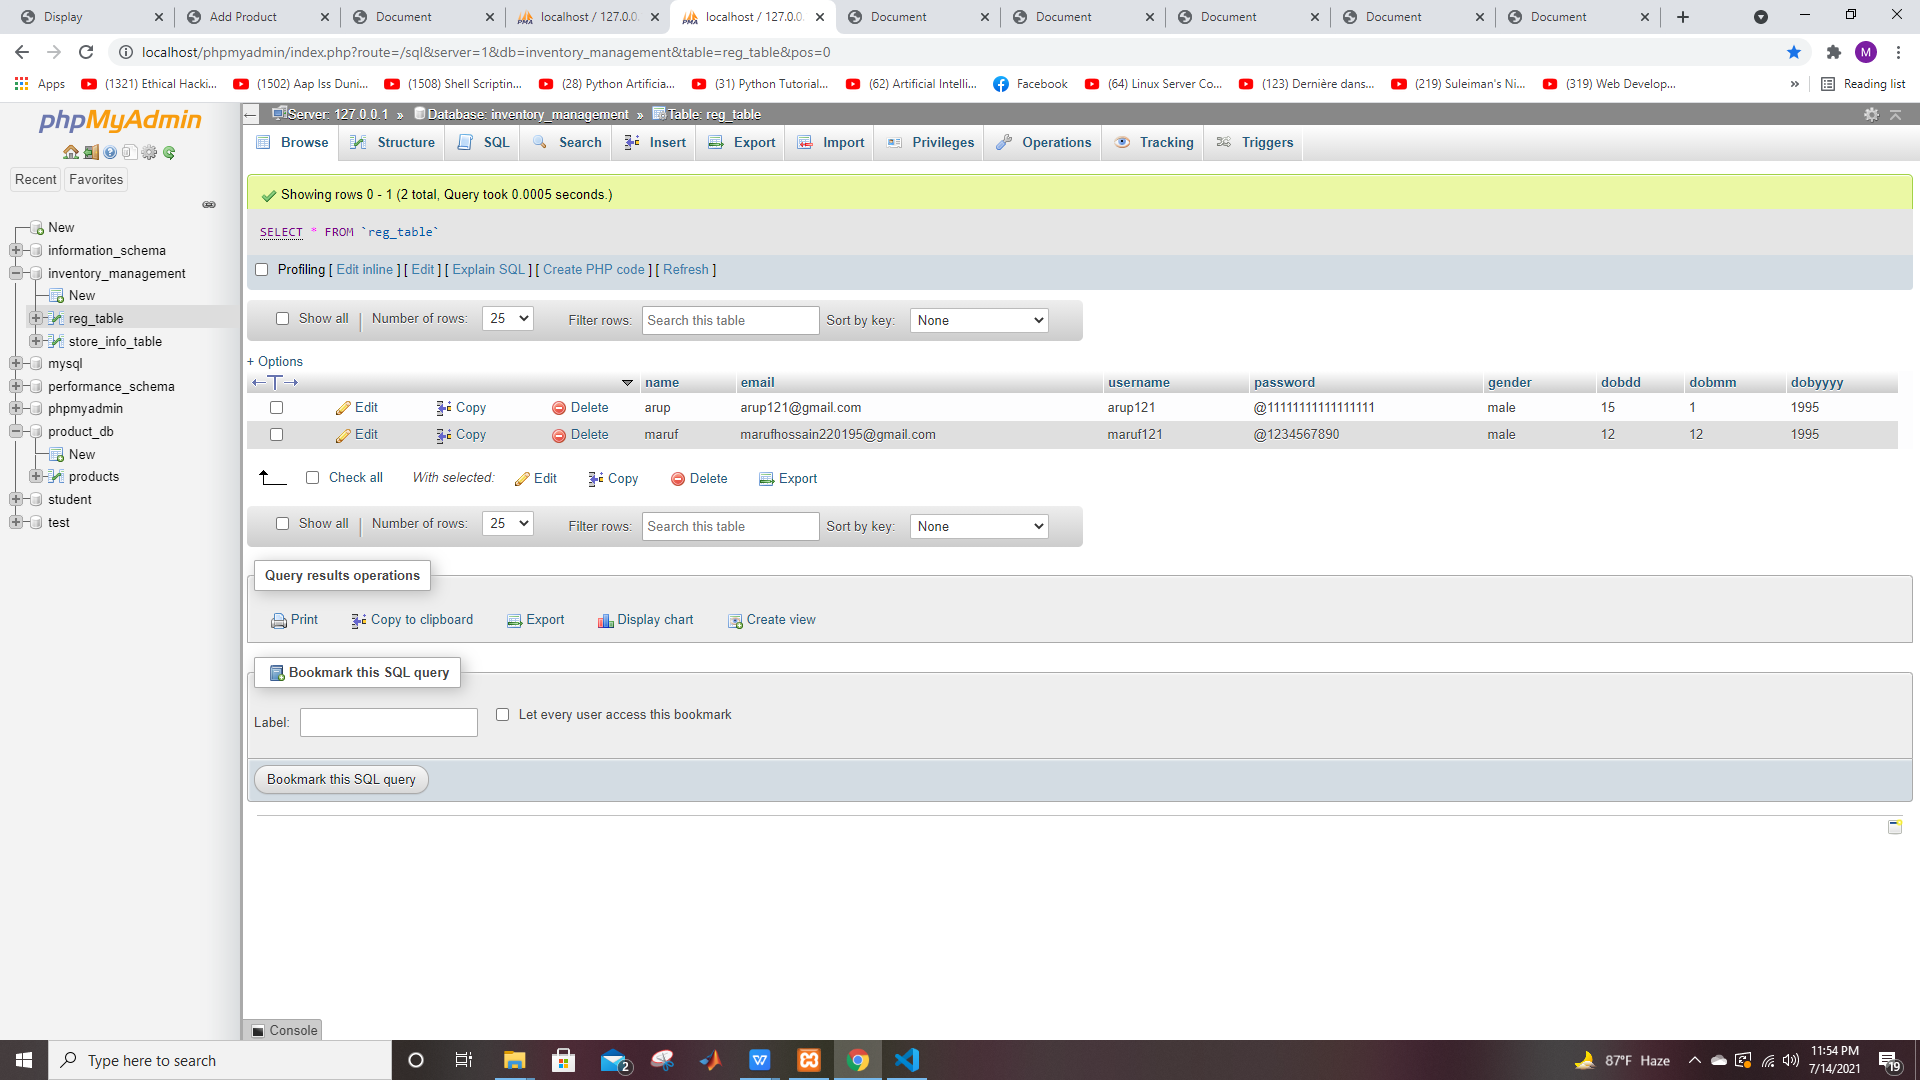 Display
Add Product
Document
localhost / 127.0.0.
localhost / 127.0.0.
Document
Document
Document
Document
Document
localhost/phpmyadmin/index.php?route=/sql&server=1&db=inventory_management&table=reg_table&pos=0
M
Apps
(1321) Ethical Hacki...
(1502) Aap Iss Duni...
(1508) Shell Scriptin...
(28) Python Artificia...
(31) Python Tutorial...
(62) Artificial Intelli...
Facebook
(64) Linux Server Co...
(123) Dernière dans...
(219) Suleiman's Ni...
(319) Web Develop...
»
Reading list
phpMyAdmin
Recent
Favorites
New
information_schema
inventory_management
New
reg_table
store_info_table
mysql
performance_schema
phpmyadmin
product_db
New
products
student
test
Server: 127.0.0.1 » Database: inventory_management » Table: reg_table
Browse
Structure
SQL
Search
Insert
Export
Import
Privileges
Operations
Tracking
Triggers
Showing rows 0 - 1 (2 total, Query took 0.0005 seconds.)
SELECT * FROM `reg_table`
Profiling [ Edit inline ] [ Edit ] [ Explain SQL ] [ Create PHP code ] [ Refresh ]
Show all | Number of rows: 25 Filter rows: Search this table Sort by key: None
+ Options
←T→ name email username password gender dobdd dobmm dobyyyy
Edit Copy Delete arup arup121@gmail.com arup121 @11111111111111111 male 15 1 1995
Edit Copy Delete maruf marufhossain220195@gmail.com maruf121 @1234567890 male 12 12 1995
Check all With selected: Edit Copy Delete Export
Show all | Number of rows: 25 Filter rows: Search this table Sort by key: None
Query results operations
Print Copy to clipboard Export Display chart Create view
Bookmark this SQL query
Label:
Let every user access this bookmark
Bookmark this SQL query
Console
Type here to search
2
87°F Haze
11:54 PM
7/14/2021
19